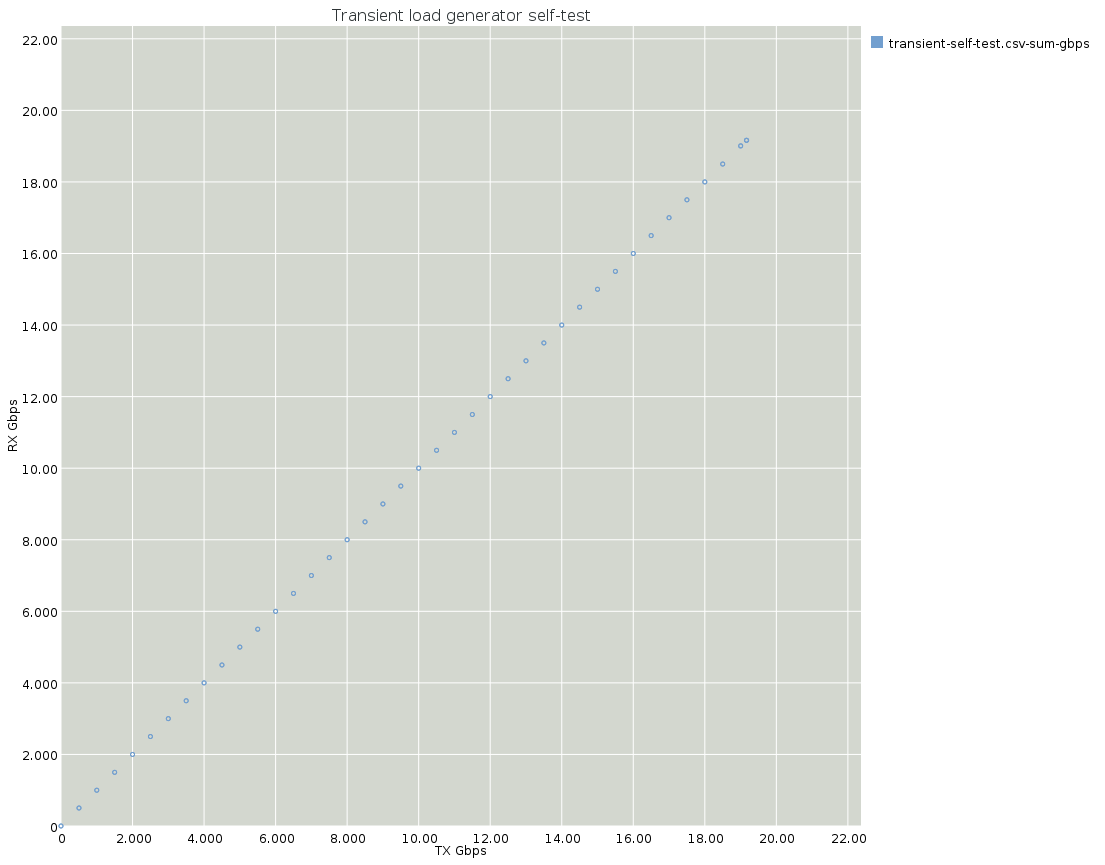 Transient load generator self-test
transient-self-test.csv-sum-gbps
22.00
20.00
18.00
16.00
14.00
12.00
RX Gbps
10.00
8.000
6.000
4.000
2.000
0
0 2.000 4.000 6.000 8.000 10.00 12.00 14.00 16.00 18.00 20.00 22.00
TX Gbps